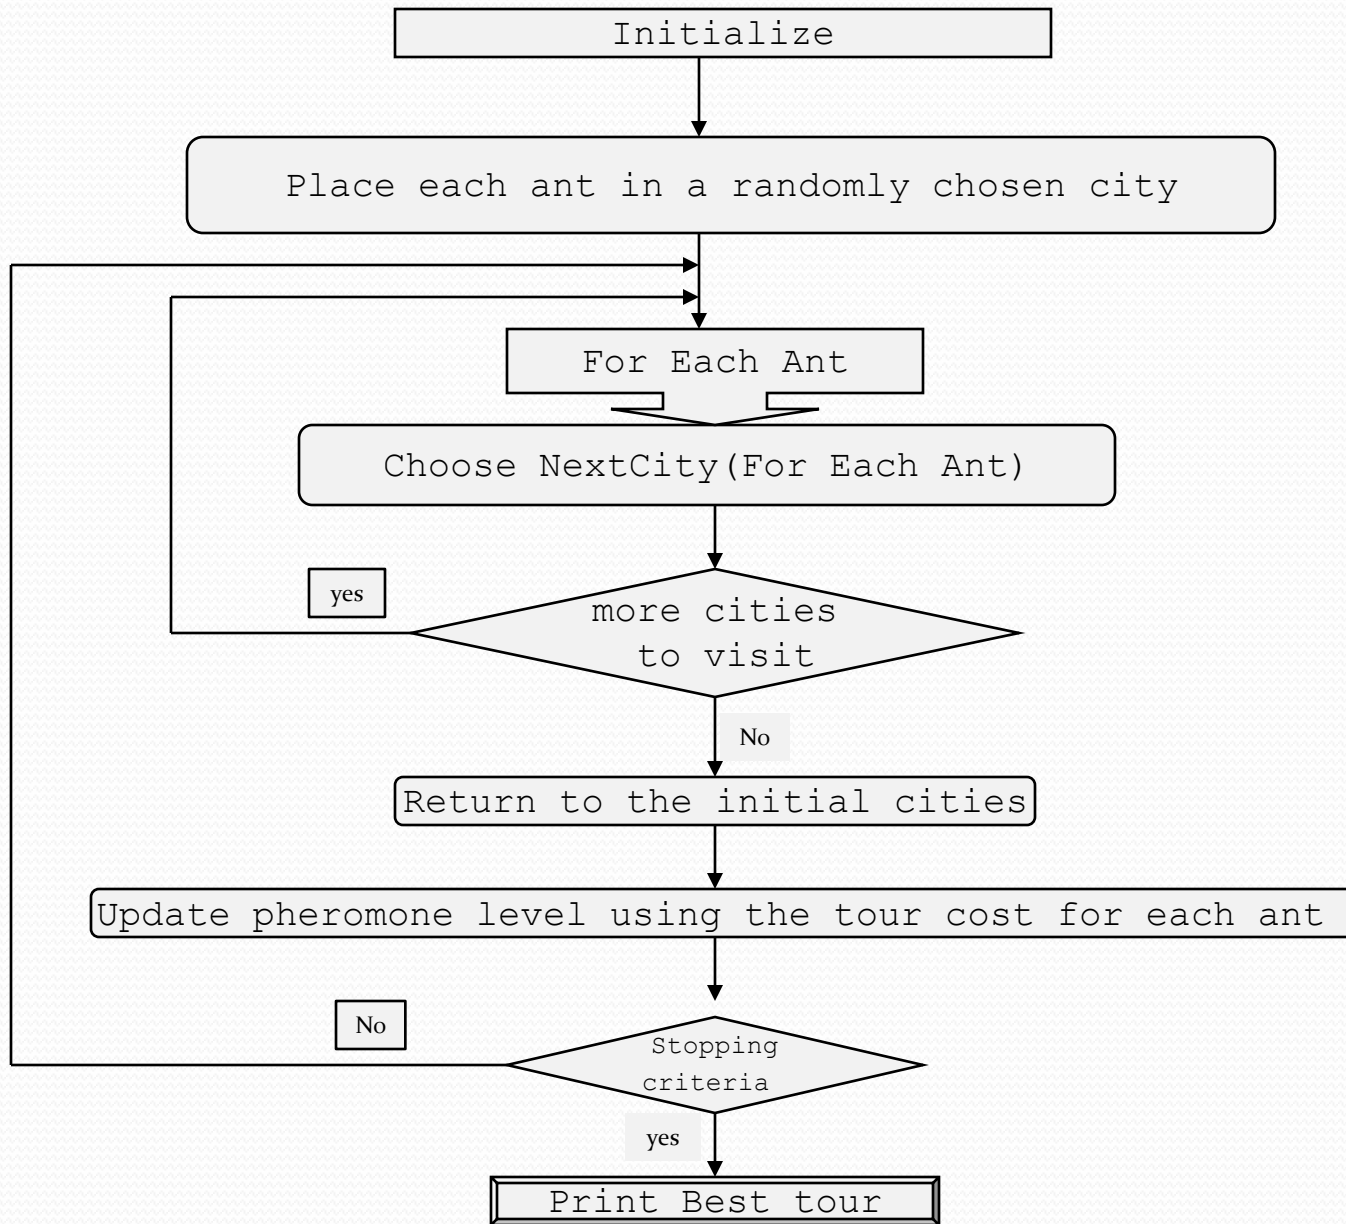 Initialize
Place each ant in a randomly chosen city
For Each Ant
Choose NextCity(For Each Ant)
yes
more cities
to visit
No
Return to the initial cities
Update pheromone level using the tour cost for each ant
No
Stopping
criteria
yes
Print Best tour